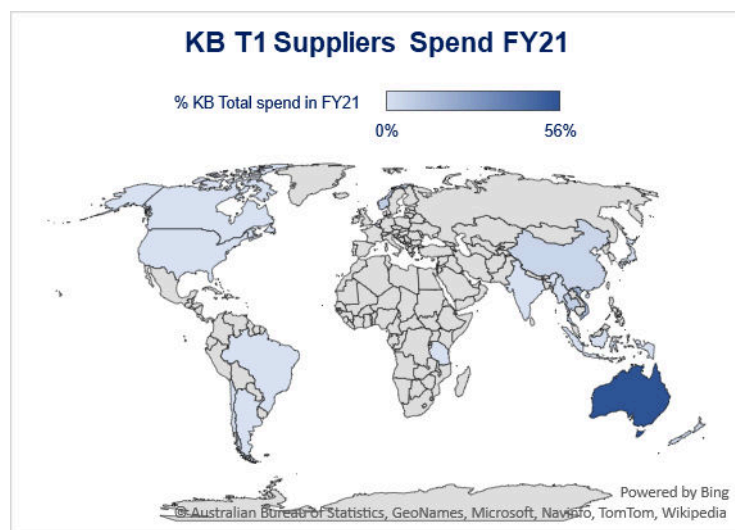 KB T1 Suppliers Spend FY21
% KB Total spend in FY21
0% 56%
Powered by Bing
© Australian Bureau of Statistics, GeoNames, Microsoft, Navinfo, TomTom, Wikipedia